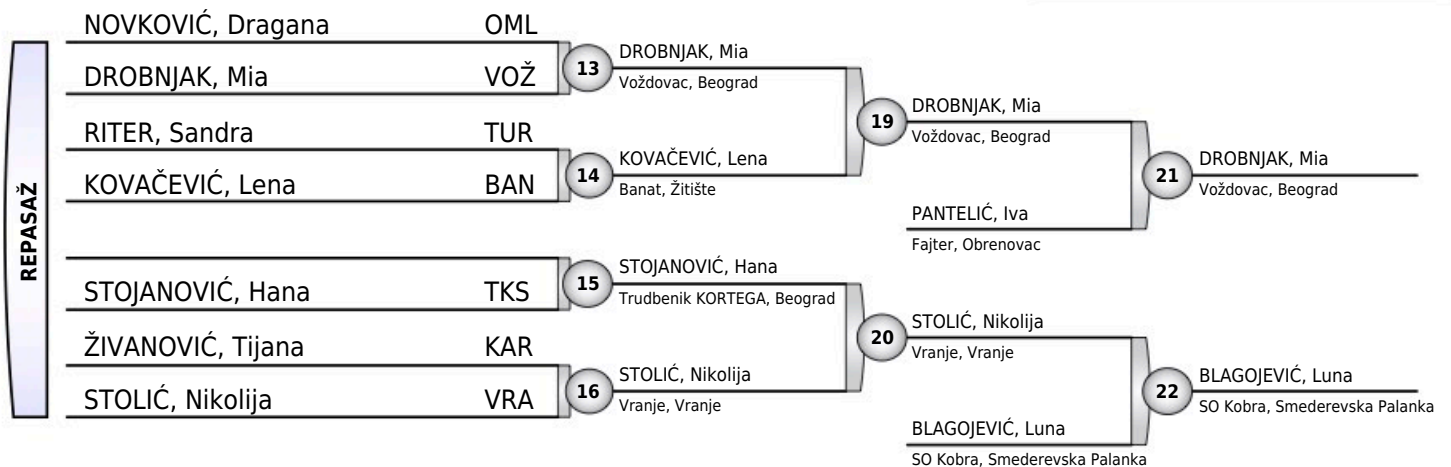 REPASAŽ
NOVKOVIĆ, Dragana OML
DROBNJAK, Mia VOŽ
RITER, Sandra TUR
KOVAČEVIĆ, Lena BAN
STOJANOVIĆ, Hana TKS
ŽIVANOVIĆ, Tijana KAR
STOLIĆ, Nikolija VRA
13
DROBNJAK, Mia
Voždovac, Beograd
14
KOVAČEVIĆ, Lena
Banat, Žitište
15
STOJANOVIĆ, Hana
Trudbenik KORTEGA, Beograd
16
STOLIĆ, Nikolija
Vranje, Vranje
19
DROBNJAK, Mia
Voždovac, Beograd
PANTELIĆ, Iva
Fajter, Obrenovac
20
STOLIĆ, Nikolija
Vranje, Vranje
BLAGOJEVIĆ, Luna
SO Kobra, Smederevska Palanka
21
DROBNJAK, Mia
Voždovac, Beograd
22
BLAGOJEVIĆ, Luna
SO Kobra, Smederevska Palanka